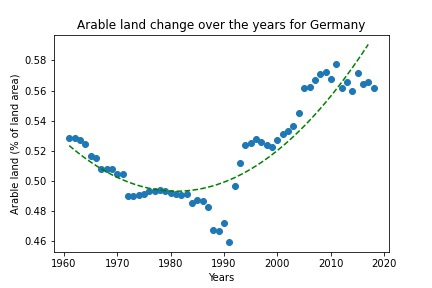 Arable land change over the years for Germany
Arable land (% of land area)
0.58
0.56
0.54
0.52
0.50
0.48
0.46
1960 1970 1980 1990 2000 2010 2020
Years